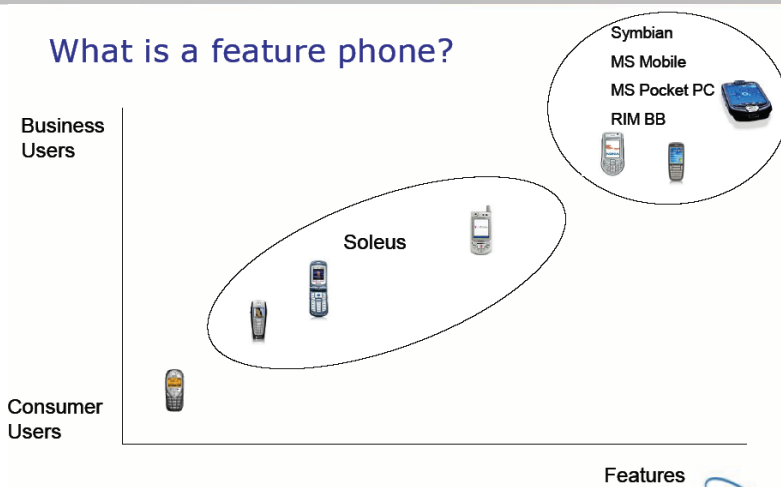 What is a feature phone?
Symbian
MS Mobile
MS Pocket PC
RIM BB
Business
Users
Soleus
Consumer
Users
Features